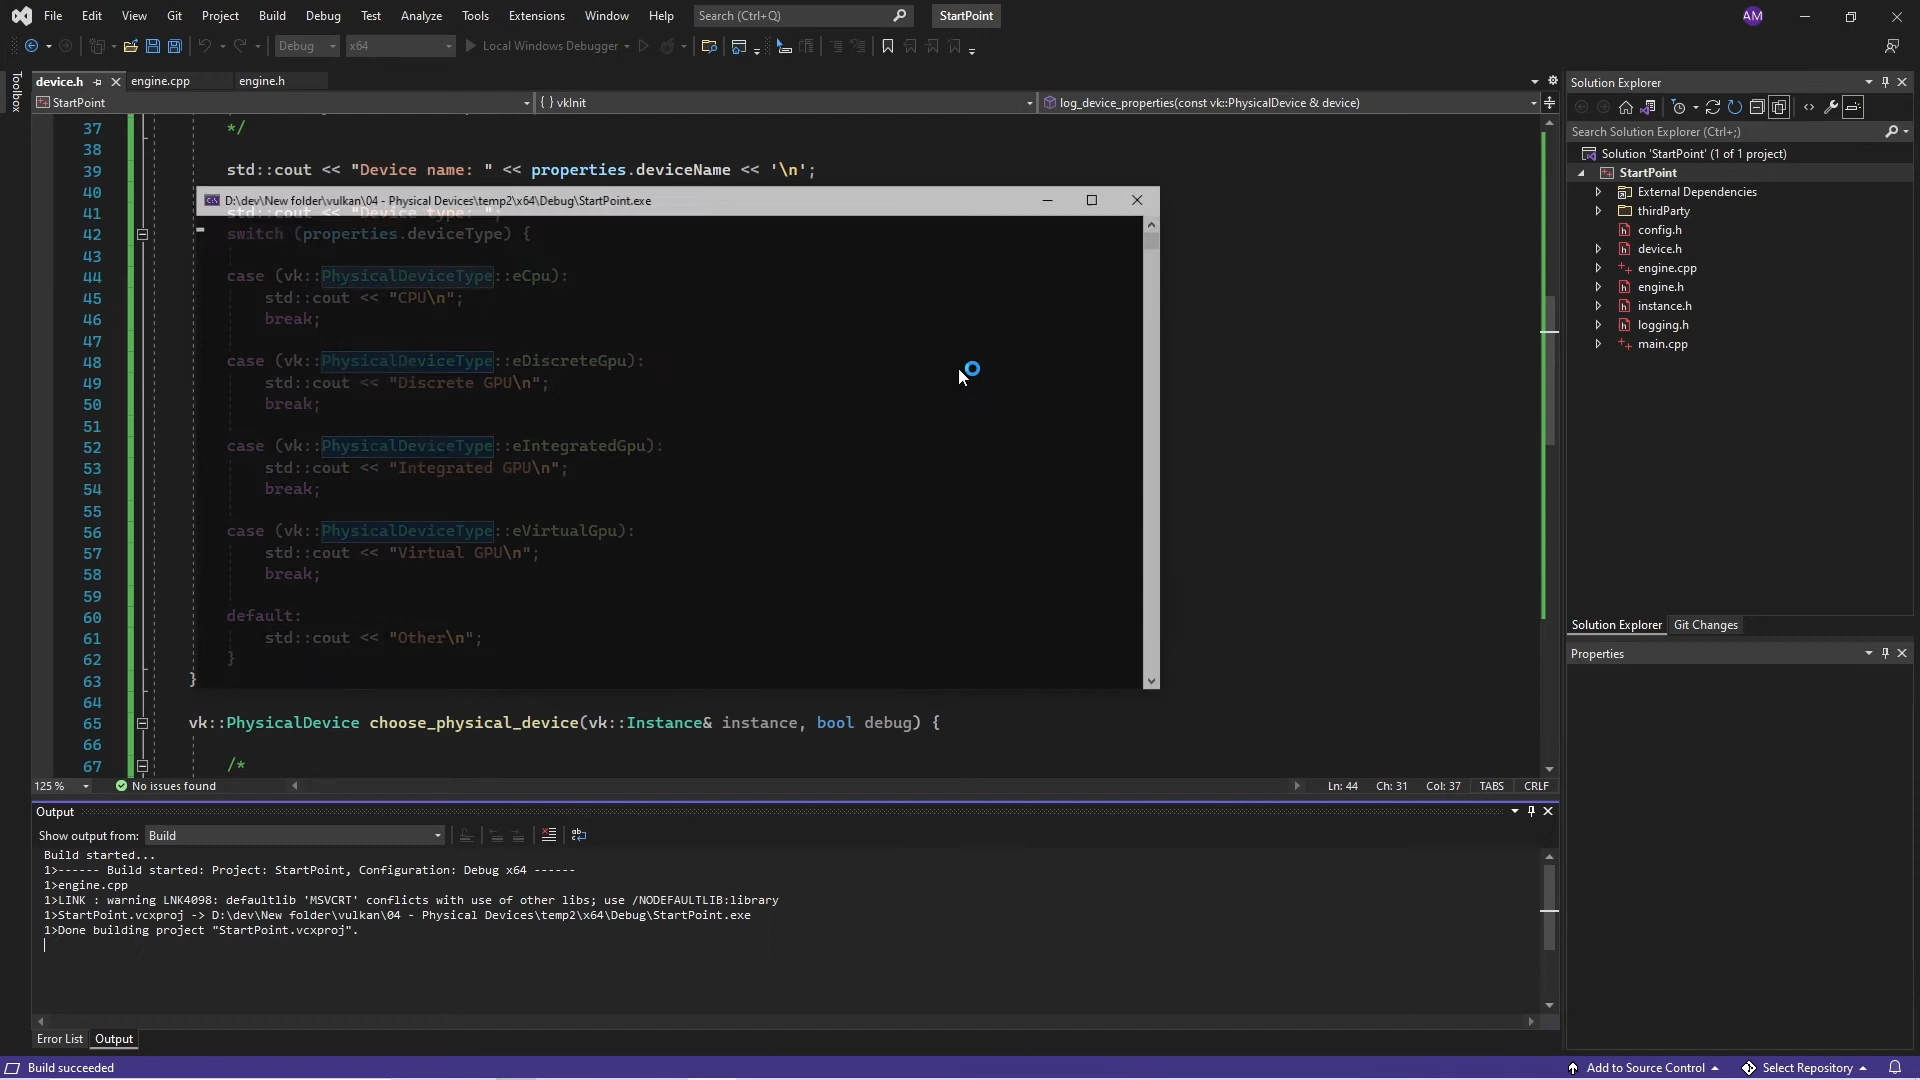 File Edit View Git Project Build Debug Test Analyze Tools Extensions Window Help Search (Ctrl+Q) StartPoint AM
Debug x64 Local Windows Debugger
Toolbox
device.h engine.cpp engine.h
StartPoint { } vkInit log_device_properties(const vk::PhysicalDevice & device)
37 */
38
39 std::cout << "Device name: " << properties.deviceName << '\n';
40
D:\dev\New folder\vulkan\04 - Physical Devices\temp2\x64\Debug\StartPoint.exe
41 std::cout << "Device type: ";
42 switch (properties.deviceType) {
43
44 case (vk::PhysicalDeviceType::eCpu):
45 std::cout << "CPU\n";
46 break;
47
48 case (vk::PhysicalDeviceType::eDiscreteGpu):
49 std::cout << "Discrete GPU\n";
50 break;
51
52 case (vk::PhysicalDeviceType::eIntegratedGpu):
53 std::cout << "Integrated GPU\n";
54 break;
55
56 case (vk::PhysicalDeviceType::eVirtualGpu):
57 std::cout << "Virtual GPU\n";
58 break;
59
60 default:
61 std::cout << "Other\n";
62 }
63 }
64
65 vk::PhysicalDevice choose_physical_device(vk::Instance& instance, bool debug) {
66
67 /*
125 % No issues found Ln: 44 Ch: 31 Col: 37 TABS CRLF
Output
Show output from: Build
Build started...
1>------ Build started: Project: StartPoint, Configuration: Debug x64 ------
1>engine.cpp
1>LINK : warning LNK4098: defaultlib 'MSVCRT' conflicts with use of other libs; use /NODEFAULTLIB:library
1>StartPoint.vcxproj -> D:\dev\New folder\vulkan\04 - Physical Devices\temp2\x64\Debug\StartPoint.exe
1>Done building project "StartPoint.vcxproj".
Error List Output
Solution Explorer
Search Solution Explorer (Ctrl+;)
Solution 'StartPoint' (1 of 1 project)
StartPoint
External Dependencies
thirdParty
config.h
device.h
engine.cpp
engine.h
instance.h
logging.h
main.cpp
Solution Explorer Git Changes
Properties
Build succeeded Add to Source Control Select Repository